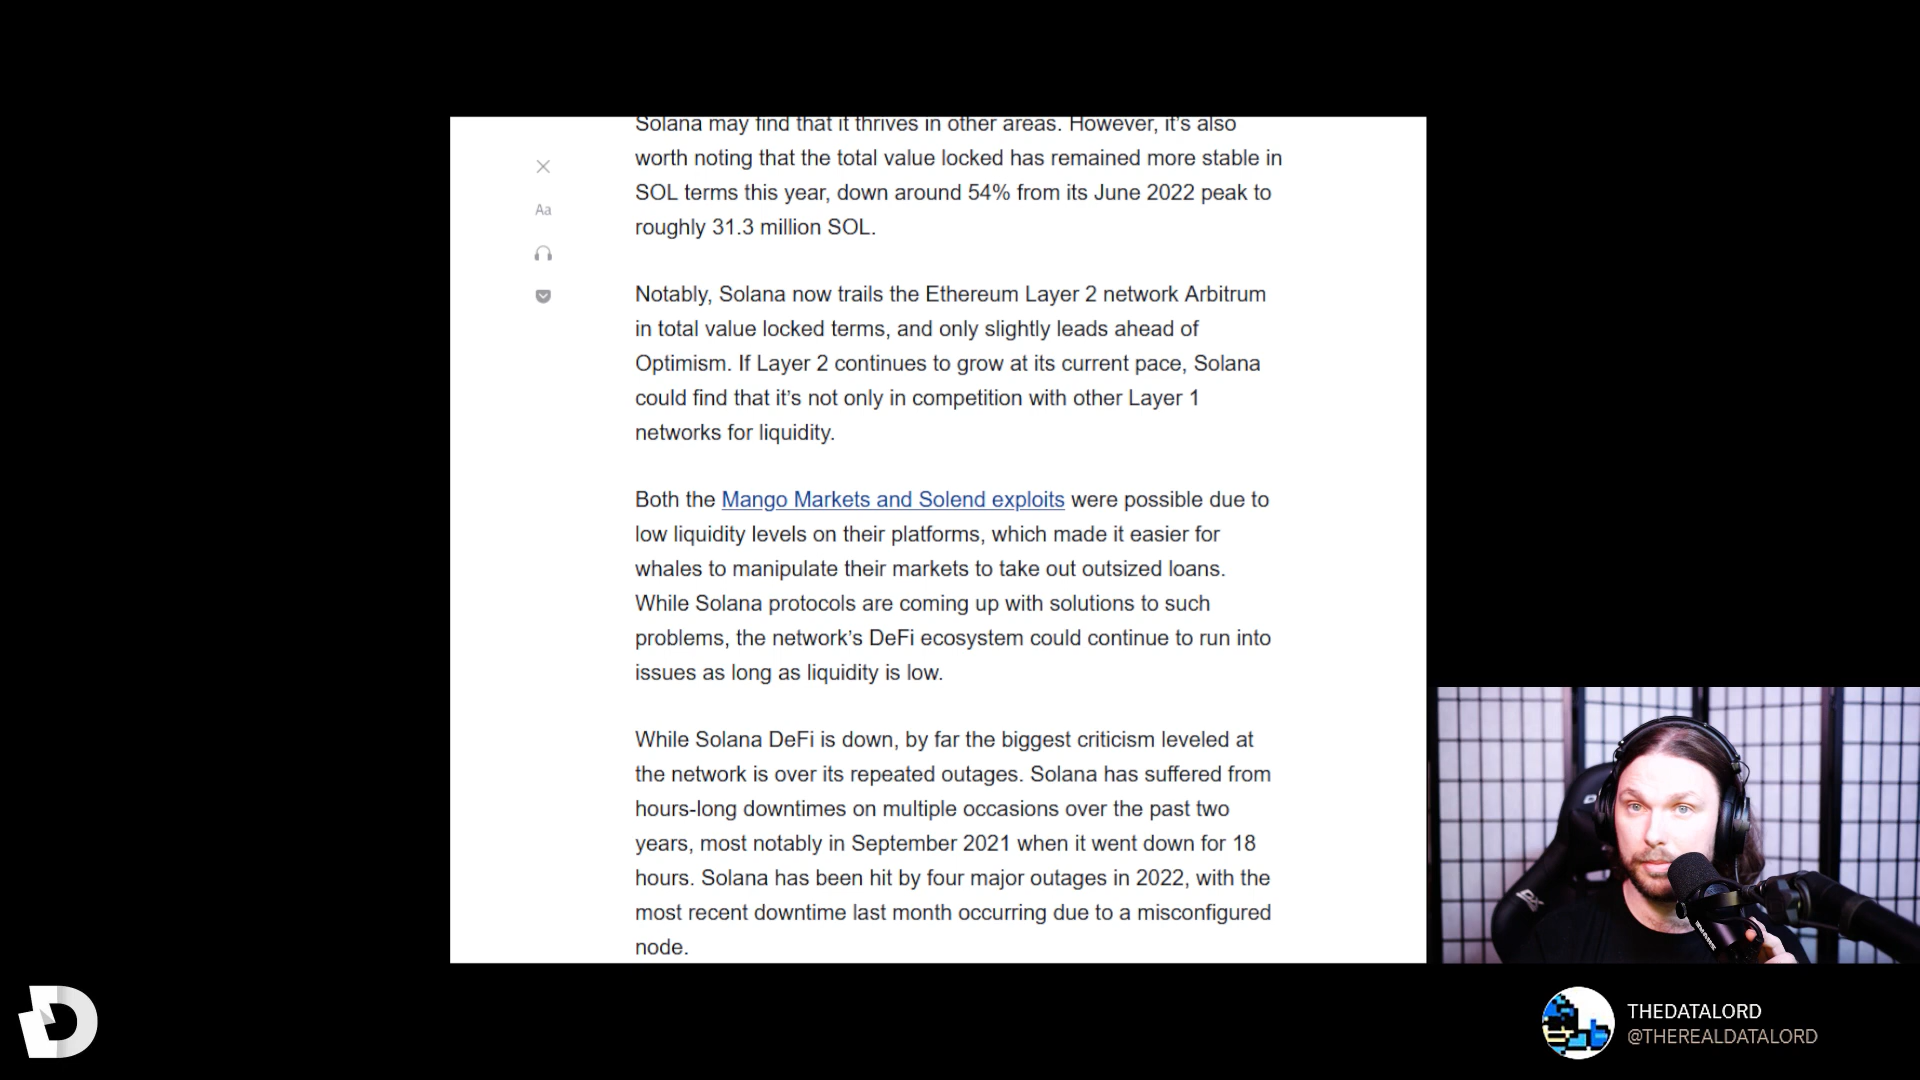 Solana may find that it thrives in other areas. However, it’s also
worth noting that the total value locked has remained more stable in
SOL terms this year, down around 54% from its June 2022 peak to
roughly 31.3 million SOL.
Aa
Notably, Solana now trails the Ethereum Layer 2 network Arbitrum
in total value locked terms, and only slightly leads ahead of
Optimism. If Layer 2 continues to grow at its current pace, Solana
could find that it’s not only in competition with other Layer 1
networks for liquidity.
Both the Mango Markets and Solend exploits were possible due to
low liquidity levels on their platforms, which made it easier for
whales to manipulate their markets to take out outsized loans.
While Solana protocols are coming up with solutions to such
problems, the network’s DeFi ecosystem could continue to run into
issues as long as liquidity is low.
While Solana DeFi is down, by far the biggest criticism leveled at
the network is over its repeated outages. Solana has suffered from
hours-long downtimes on multiple occasions over the past two
years, most notably in September 2021 when it went down for 18
hours. Solana has been hit by four major outages in 2022, with the
most recent downtime last month occurring due to a misconfigured
node.
D
THEDATALORD
@THEREALDATALORD